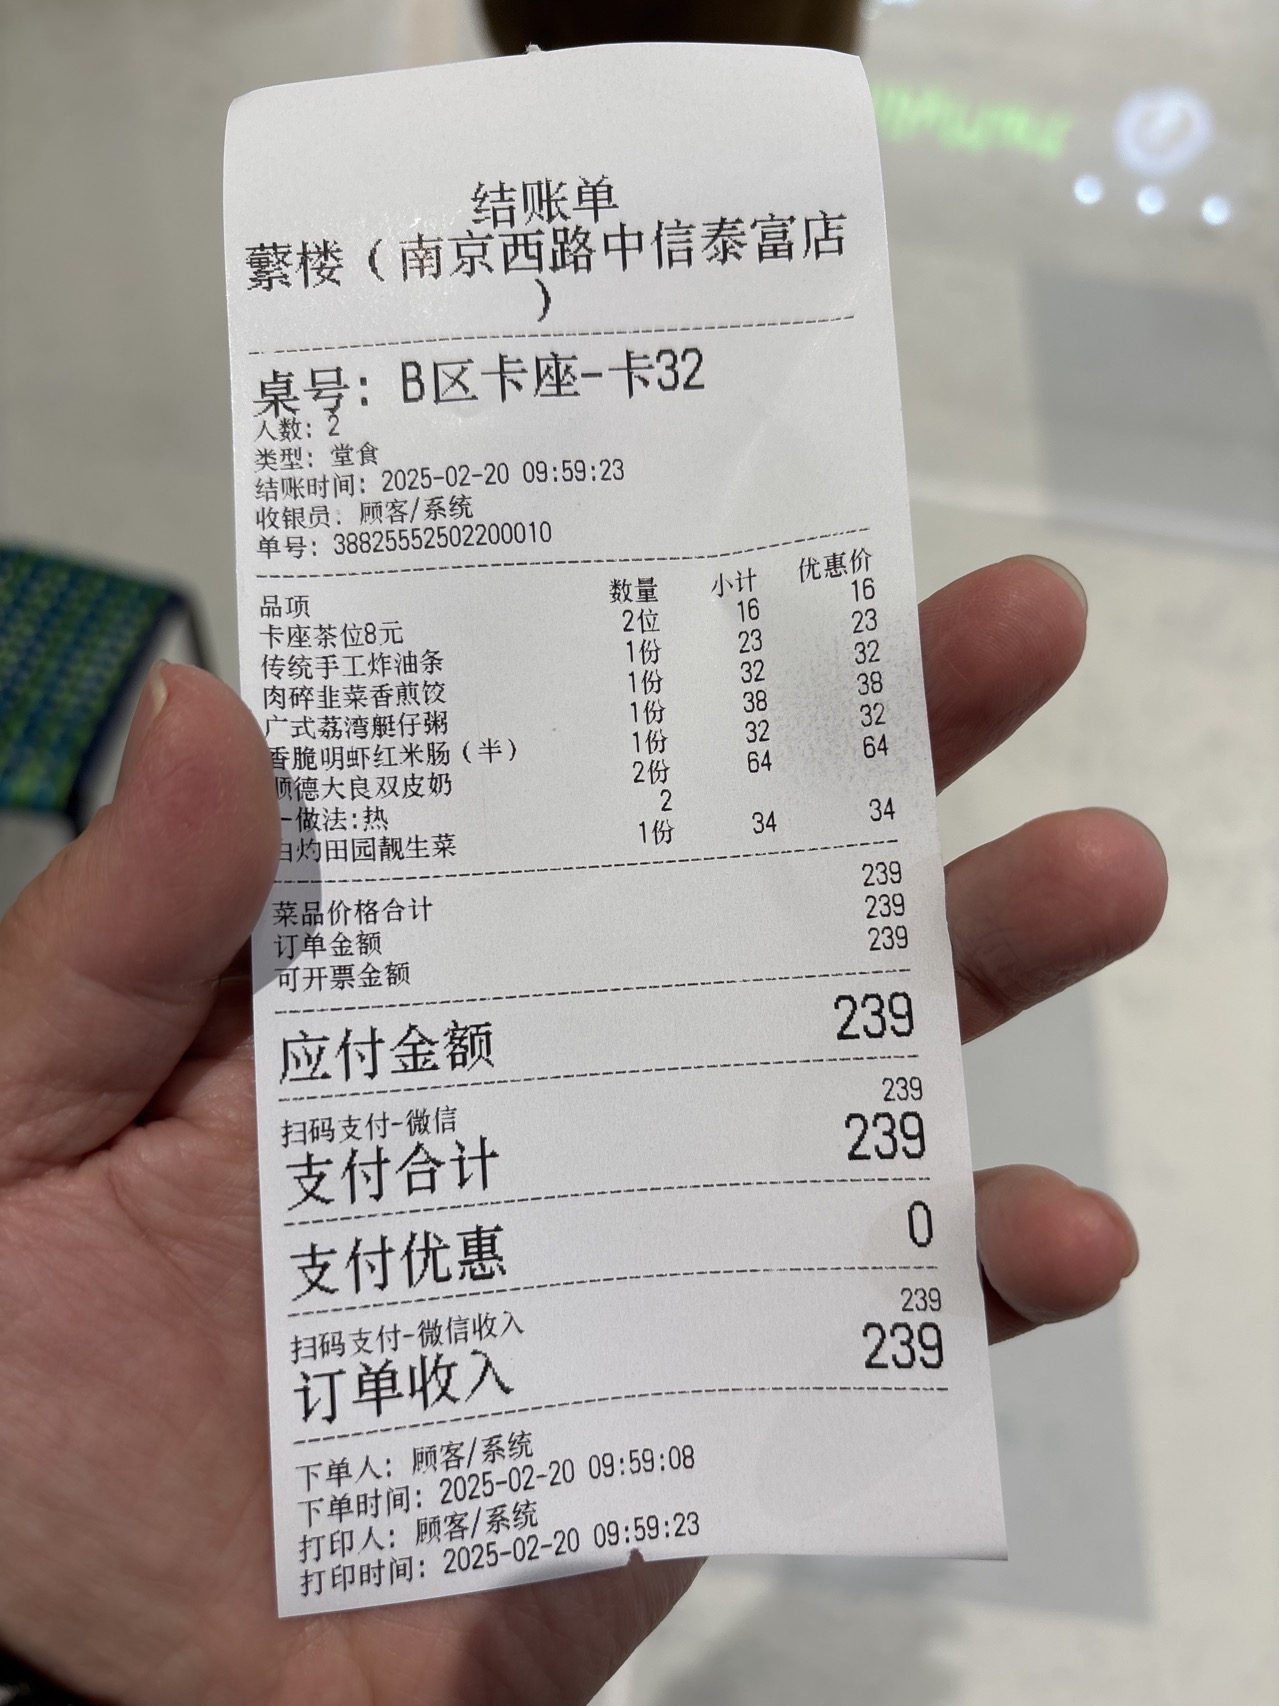 结账单
蘩楼（南京西路中信泰富店
）
桌号：B区卡座-卡32
人数：2
类型：堂食
结账时间：2025-02-20 09:59:23
收银员：顾客/系统
单号：38825552502200010
品项 数量 小计 优惠价
卡座茶位8元 2位 16 16
传统手工炸油条 1份 23 23
肉碎韭菜香煎饺 1份 32 32
广式荔湾艇仔粥 1份 38 38
香脆明虾红米肠（半） 1份 32 32
顺德大良双皮奶 2份 64 64
-做法:热 2
白灼田园靓生菜 1份 34 34
菜品价格合计 239
订单金额 239
可开票金额 239
应付金额 239
扫码支付-微信 239
支付合计 239
支付优惠 0
扫码支付-微信收入 239
订单收入 239
下单人：顾客/系统
下单时间：2025-02-20 09:59:08
打印人：顾客/系统
打印时间：2025-02-20 09:59:23